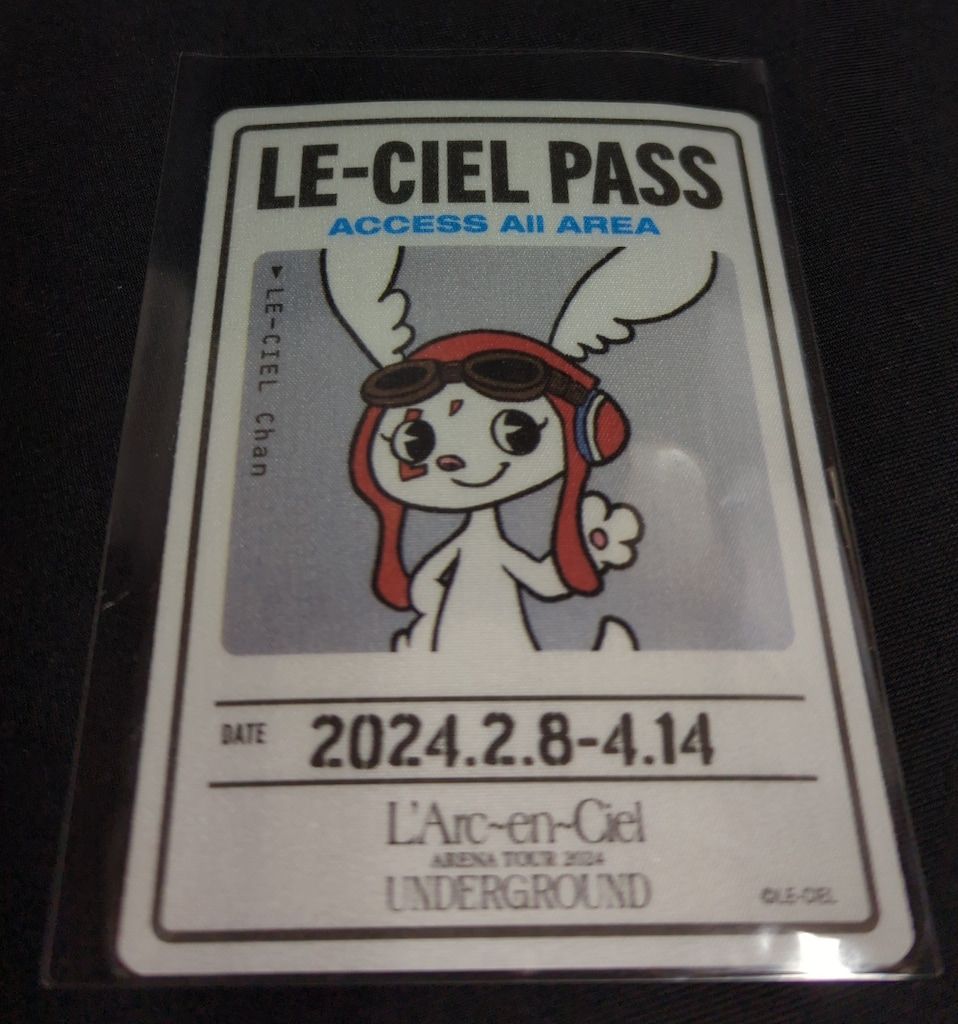 LE-CIEL PASS
ACCESS All AREA
▶LE-CIEL Chan
DATE 2024.2.8-4.14
L'Arc~en~Ciel
ARENA TOUR 2024
UNDERGROUND
©LE-CIEL